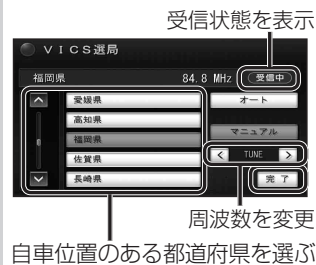 受信状態を表示
VICS選局
福岡県 84.8 MHz 受信中
愛媛県 オート
高知県
福岡県 マニュアル
佐賀県 < TUNE >
長崎県 完了
周波数を変更
自車位置のある都道府県を選ぶ